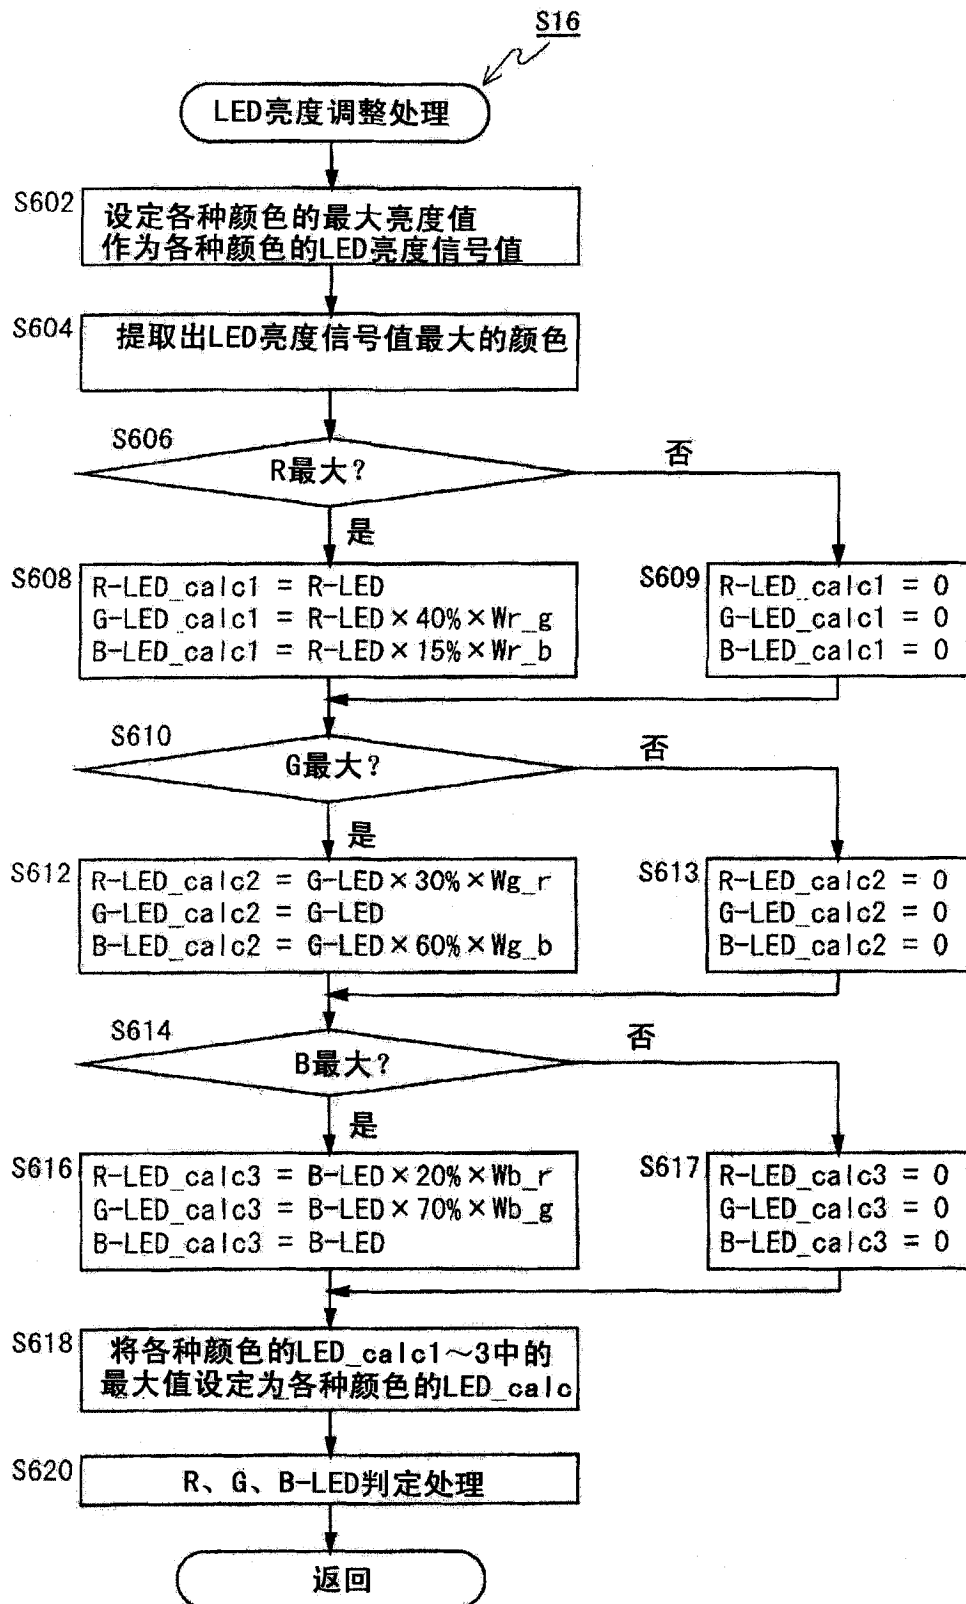 S16
LED亮度调整处理
S602
设定各种颜色的最大亮度值
作为各种颜色的LED亮度信号值
S604
提取出LED亮度信号值最大的颜色
S606
R最大?
否
是
S608
R-LED_calc1 = R-LED
G-LED_calc1 = R-LED×40%×Wr_g
B-LED_calc1 = R-LED×15%×Wr_b
S609
R-LED_calc1 = 0
G-LED_calc1 = 0
B-LED_calc1 = 0
S610
G最大?
否
是
S612
R-LED_calc2 = G-LED×30%×Wg_r
G-LED_calc2 = G-LED
B-LED_calc2 = G-LED×60%×Wg_b
S613
R-LED_calc2 = 0
G-LED_calc2 = 0
B-LED_calc2 = 0
S614
B最大?
否
是
S616
R-LED_calc3 = B-LED×20%×Wb_r
G-LED_calc3 = B-LED×70%×Wb_g
B-LED_calc3 = B-LED
S617
R-LED_calc3 = 0
G-LED_calc3 = 0
B-LED_calc3 = 0
S618
将各种颜色的LED_calc1～3中的
最大值设定为各种颜色的LED_calc
S620
R、G、B-LED判定处理
返回